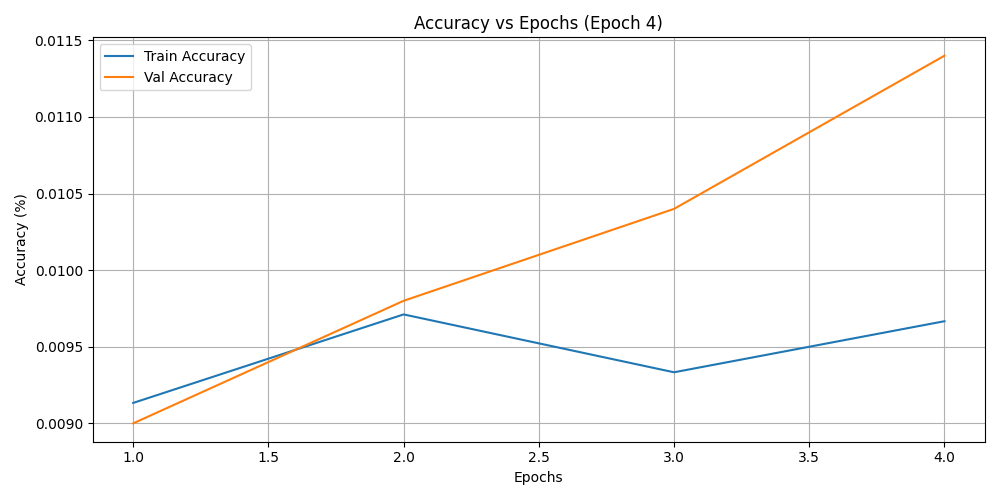 Accuracy vs Epochs (Epoch 4)
Train Accuracy
Val Accuracy
Accuracy (%)
0.0115
0.0110
0.0105
0.0100
0.0095
0.0090
1.0 1.5 2.0 2.5 3.0 3.5 4.0
Epochs